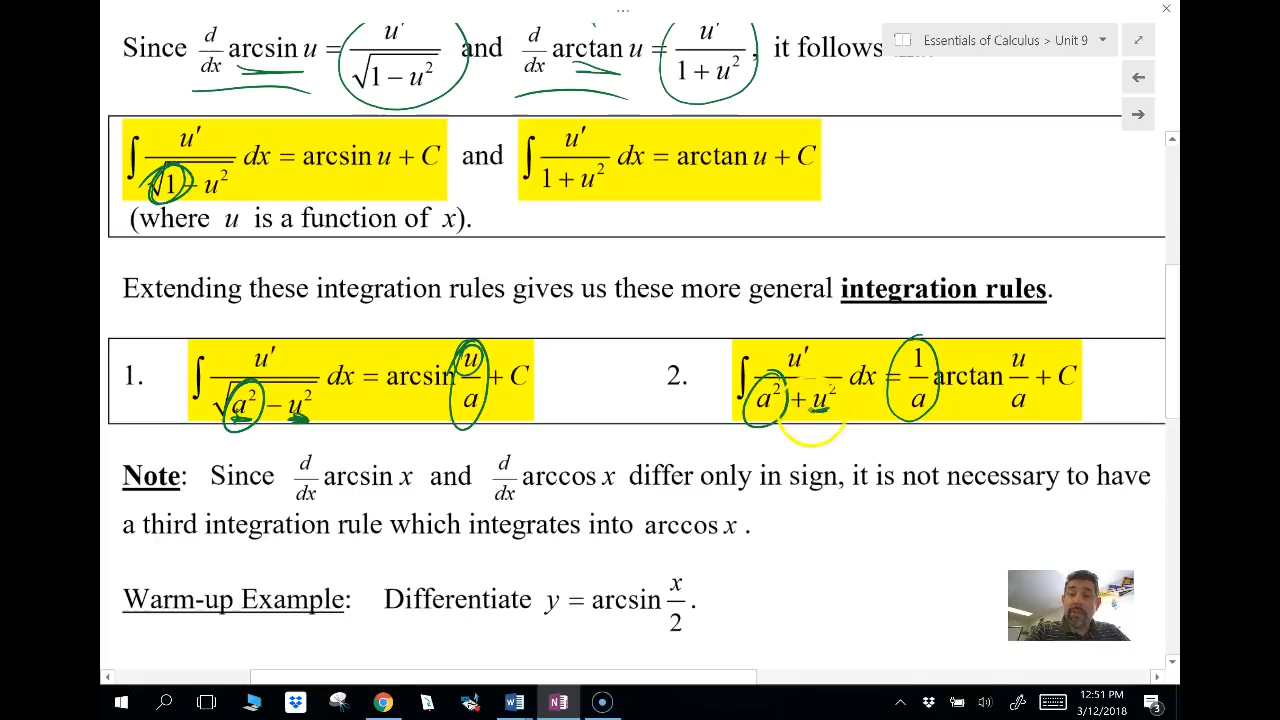 ...
Since d/dx arcsin u = u′/√(1 − u²) and d/dx arctan u = u′/(1 + u²), it follows
Essentials of Calculus > Unit 9
∫ u′/√(1 − u²) dx = arcsin u + C and ∫ u′/(1 + u²) dx = arctan u + C
(where u is a function of x).
Extending these integration rules gives us these more general integration rules.
1. ∫ u′/√(a² − u²) dx = arcsin u/a + C 2. ∫ u′/(a² + u²) dx = 1/a arctan u/a + C
Note: Since d/dx arcsin x and d/dx arccos x differ only in sign, it is not necessary to have
a third integration rule which integrates into arccos x .
Warm-up Example: Differentiate y = arcsin x/2 .
12:51 PM
3/12/2018
3